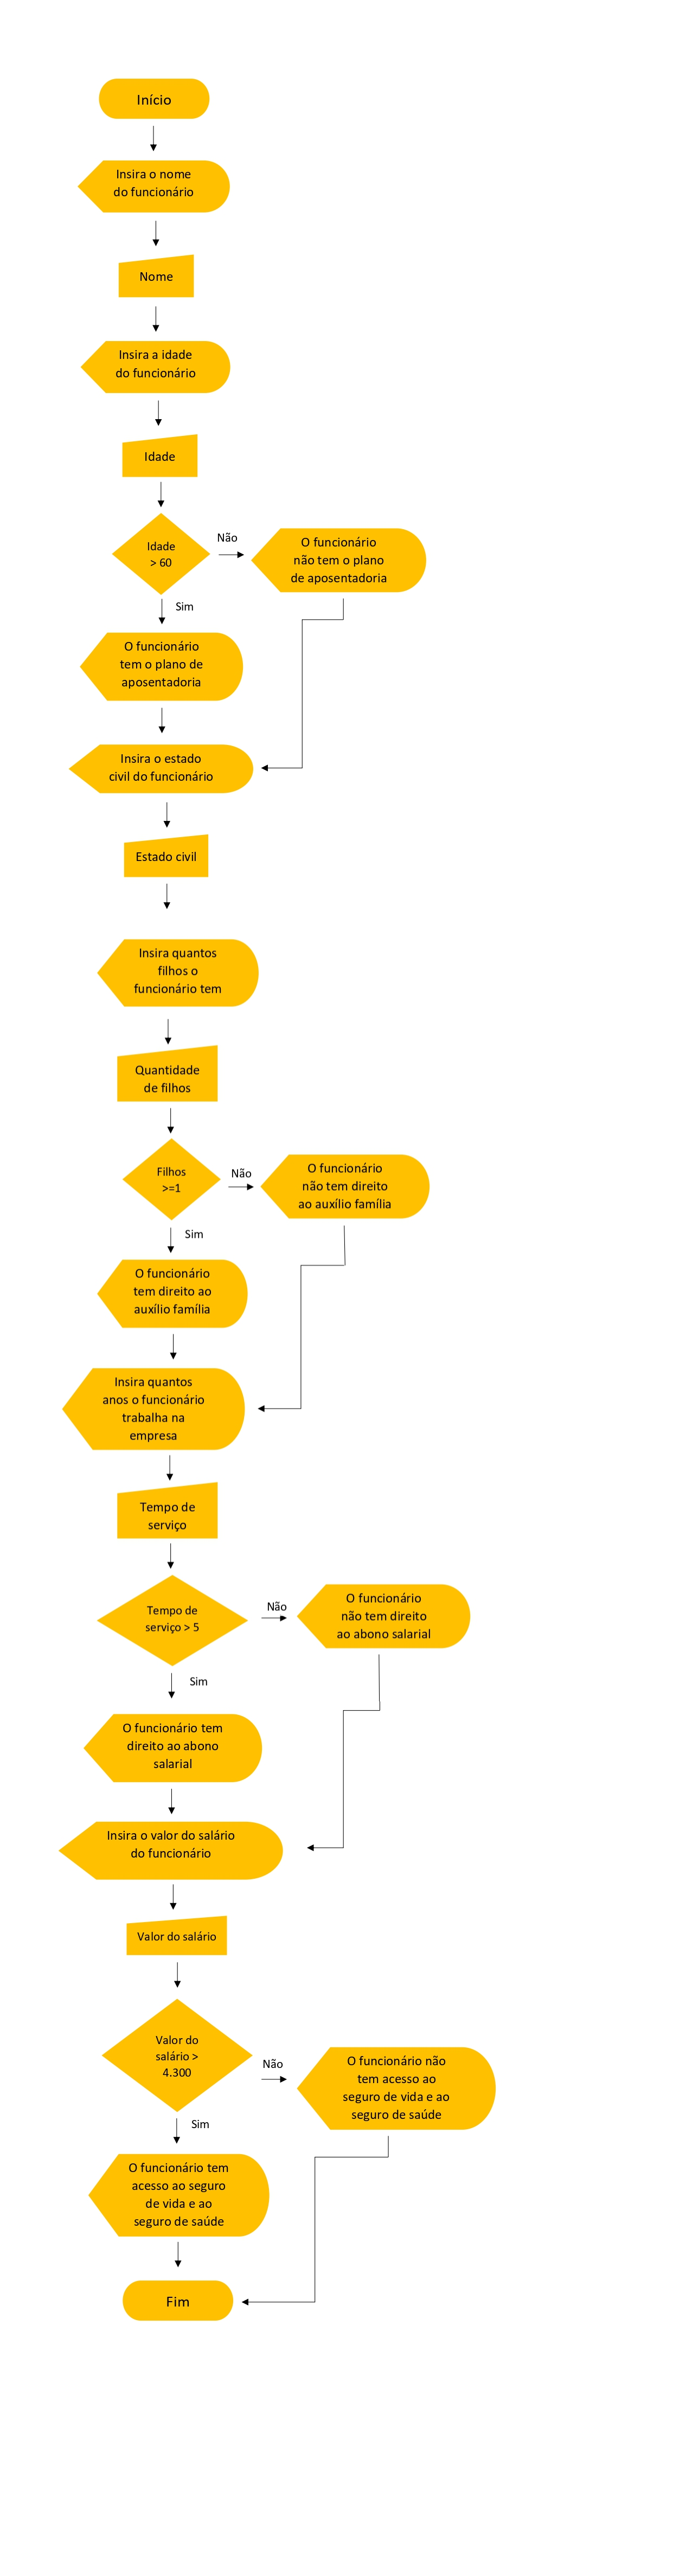 Início
Insira o nome
do funcionário
Nome
Insira a idade
do funcionário
Idade
Idade
> 60
Não
O funcionário
não tem o plano
de aposentadoria
Sim
O funcionário
tem o plano de
aposentadoria
Insira o estado
civil do funcionário
Estado civil
Insira quantos
filhos o
funcionário tem
Quantidade
de filhos
Filhos
>=1
Não
O funcionário
não tem direito
ao auxílio família
Sim
O funcionário
tem direito ao
auxílio família
Insira quantos
anos o funcionário
trabalha na
empresa
Tempo de
serviço
Tempo de
serviço > 5
Não
O funcionário
não tem direito
ao abono salarial
Sim
O funcionário tem
direito ao abono
salarial
Insira o valor do salário
do funcionário
Valor do salário
Valor do
salário >
4.300
Não
O funcionário não
tem acesso ao
seguro de vida e ao
seguro de saúde
Sim
O funcionário tem
acesso ao seguro
de vida e ao
seguro de saúde
Fim